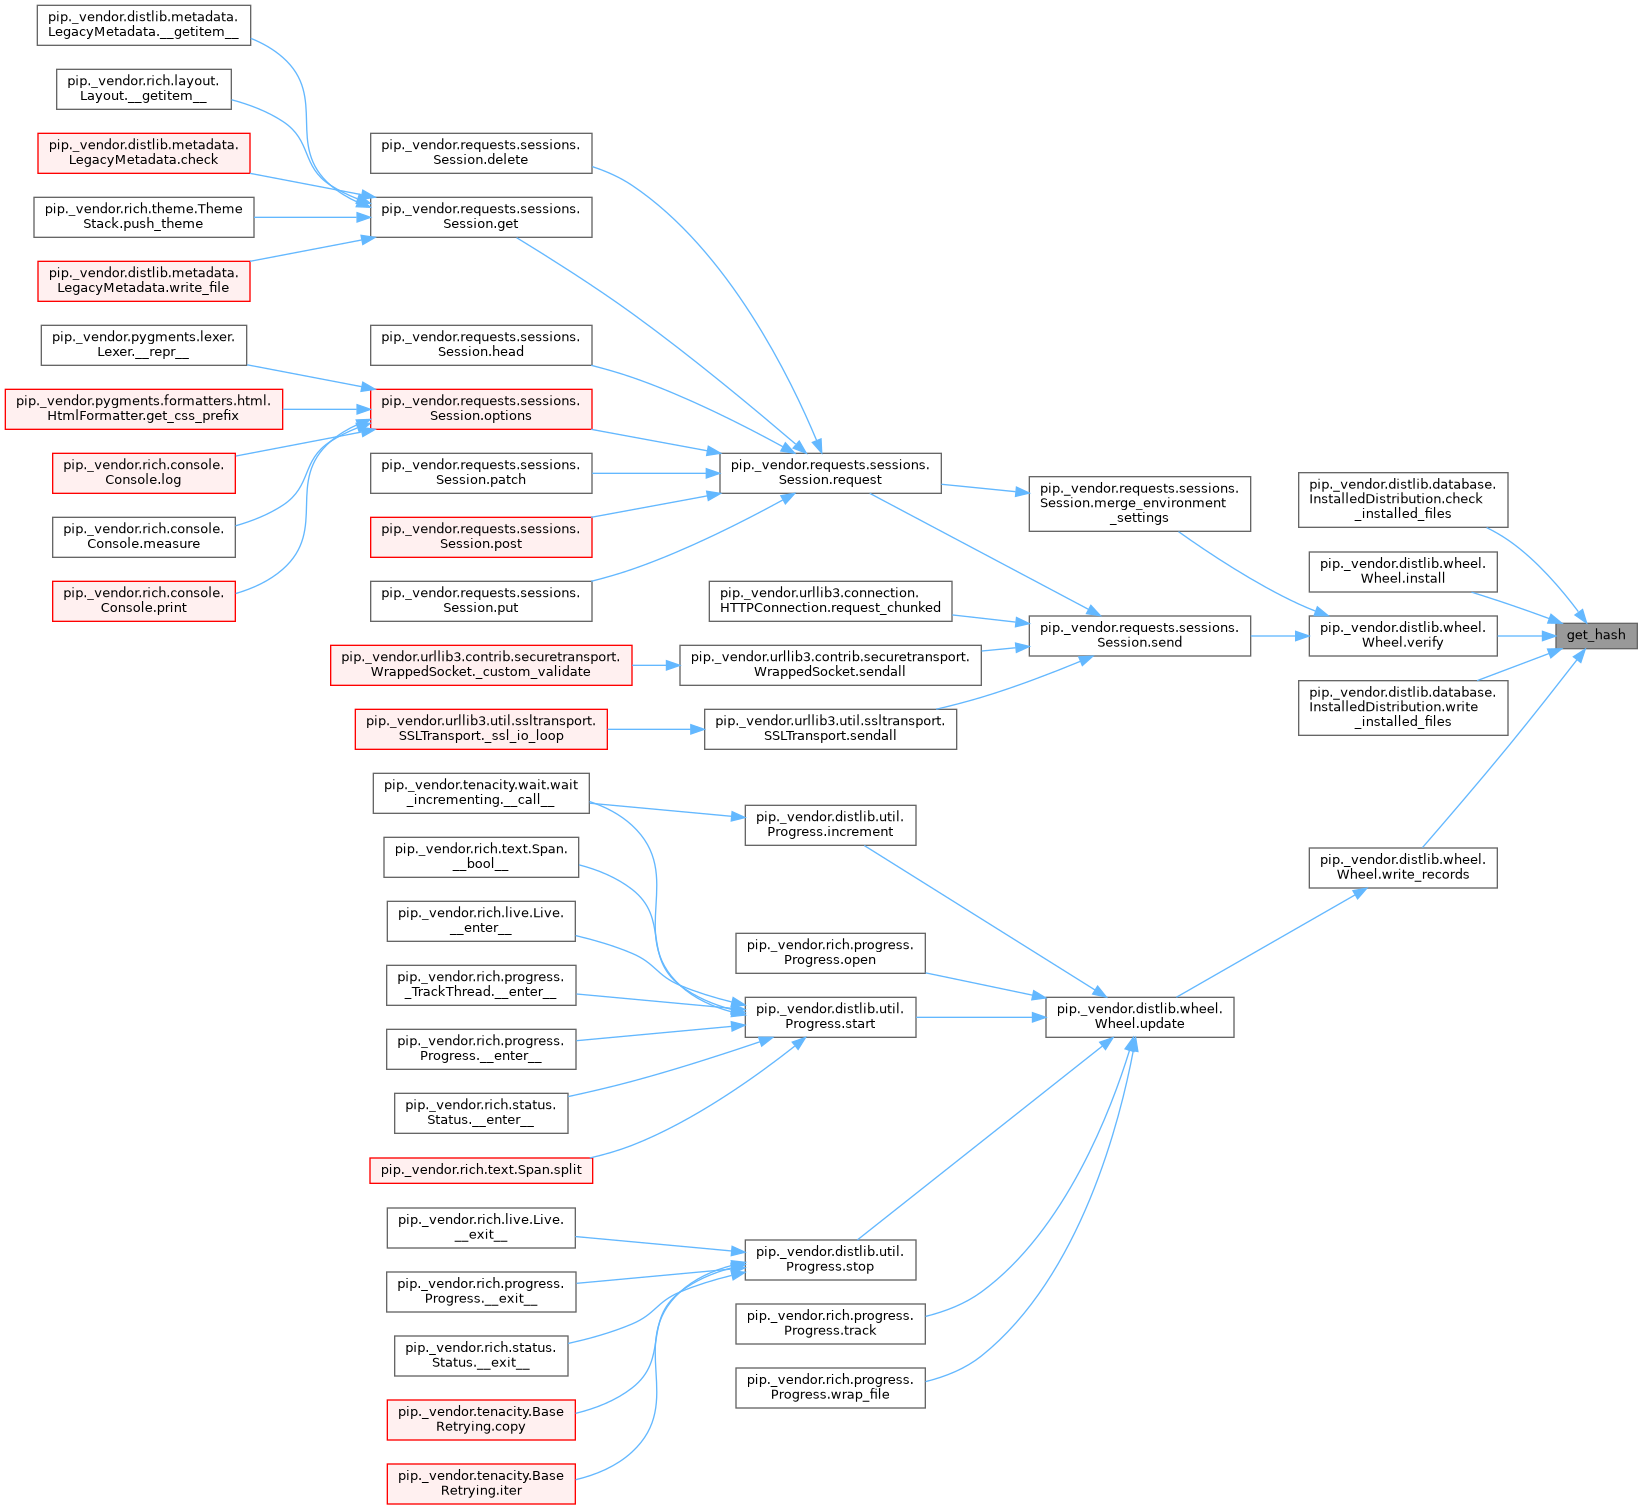 pip._vendor.distlib.metadata.
LegacyMetadata.__getitem__
pip._vendor.rich.layout.
Layout.__getitem__
pip._vendor.distlib.metadata.
LegacyMetadata.check
pip._vendor.rich.theme.Theme
Stack.push_theme
pip._vendor.distlib.metadata.
LegacyMetadata.write_file
pip._vendor.pygments.lexer.
Lexer.__repr__
pip._vendor.pygments.formatters.html.
HtmlFormatter.get_css_prefix
pip._vendor.rich.console.
Console.log
pip._vendor.rich.console.
Console.measure
pip._vendor.rich.console.
Console.print
pip._vendor.requests.sessions.
Session.delete
pip._vendor.requests.sessions.
Session.get
pip._vendor.requests.sessions.
Session.head
pip._vendor.requests.sessions.
Session.options
pip._vendor.requests.sessions.
Session.patch
pip._vendor.requests.sessions.
Session.post
pip._vendor.requests.sessions.
Session.put
pip._vendor.urllib3.contrib.securetransport.
WrappedSocket._custom_validate
pip._vendor.urllib3.util.ssltransport.
SSLTransport._ssl_io_loop
pip._vendor.tenacity.wait.wait
_incrementing.__call__
pip._vendor.rich.text.Span.
__bool__
pip._vendor.rich.live.Live.
__enter__
pip._vendor.rich.progress.
_TrackThread.__enter__
pip._vendor.rich.progress.
Progress.__enter__
pip._vendor.rich.status.
Status.__enter__
pip._vendor.rich.text.Span.split
pip._vendor.rich.live.Live.
__exit__
pip._vendor.rich.progress.
Progress.__exit__
pip._vendor.rich.status.
Status.__exit__
pip._vendor.tenacity.Base
Retrying.copy
pip._vendor.tenacity.Base
Retrying.iter
pip._vendor.requests.sessions.
Session.request
pip._vendor.urllib3.connection.
HTTPConnection.request_chunked
pip._vendor.urllib3.contrib.securetransport.
WrappedSocket.sendall
pip._vendor.urllib3.util.ssltransport.
SSLTransport.sendall
pip._vendor.distlib.util.
Progress.increment
pip._vendor.rich.progress.
Progress.open
pip._vendor.distlib.util.
Progress.start
pip._vendor.distlib.util.
Progress.stop
pip._vendor.rich.progress.
Progress.track
pip._vendor.rich.progress.
Progress.wrap_file
pip._vendor.requests.sessions.
Session.merge_environment
_settings
pip._vendor.requests.sessions.
Session.send
pip._vendor.distlib.wheel.
Wheel.update
pip._vendor.distlib.database.
InstalledDistribution.check
_installed_files
pip._vendor.distlib.wheel.
Wheel.install
pip._vendor.distlib.wheel.
Wheel.verify
pip._vendor.distlib.database.
InstalledDistribution.write
_installed_files
pip._vendor.distlib.wheel.
Wheel.write_records
get_hash